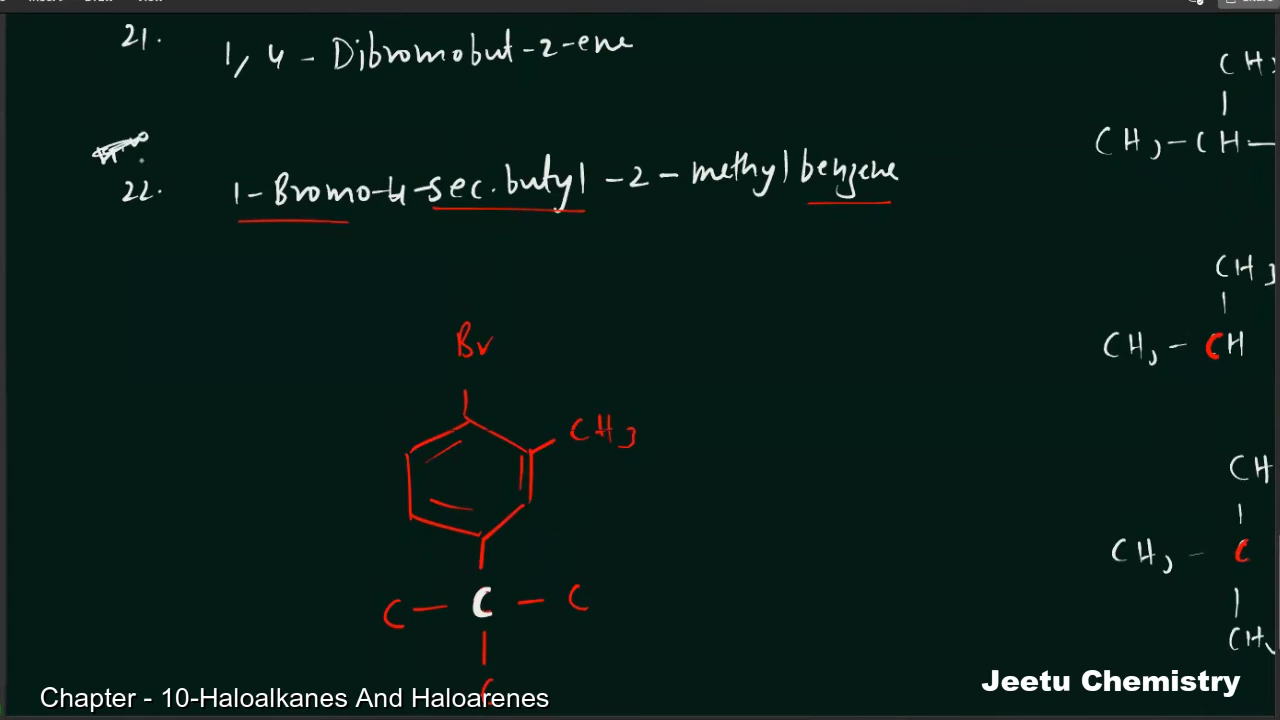 21.
1, 4 - Dibromobut-2-ene
22.
1-Bromo-4-sec.butyl-2-methylbenzene
Br
CH3
C - C - C
C
CH3
CH3 - CH -
CH3
CH3 - CH
CH
CH3 - C
CH3
Jeetu Chemistry
Chapter - 10-Haloalkanes And Haloarenes